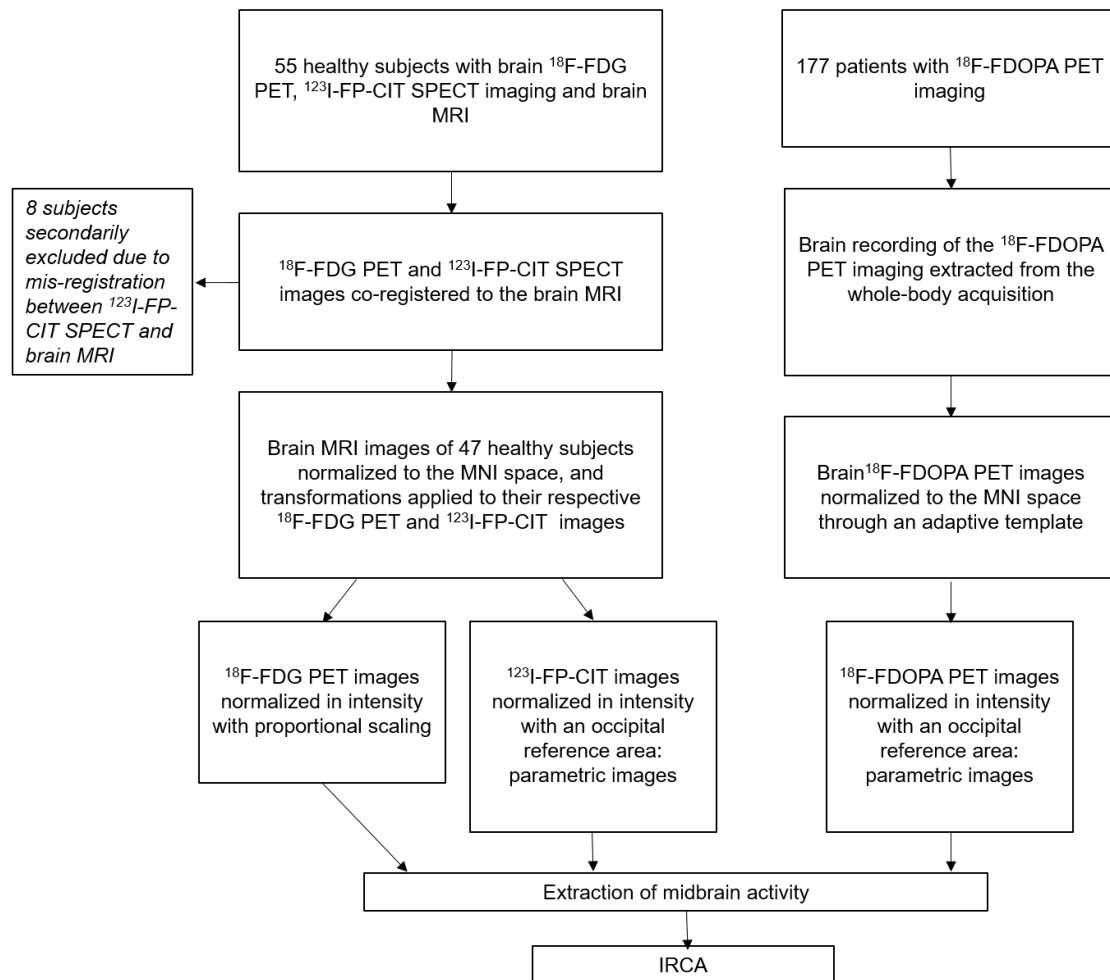 55 healthy subjects with brain ¹⁸F-FDG
PET, ¹²³I-FP-CIT SPECT imaging and brain
MRI
177 patients with ¹⁸F-FDOPA PET
imaging
8 subjects
secondarily
excluded due to
mis-registration
between ¹²³I-FP-
CIT SPECT and
brain MRI
¹⁸F-FDG PET and ¹²³I-FP-CIT SPECT
images co-registered to the brain MRI
Brain recording of the ¹⁸F-FDOPA
PET imaging extracted from the
whole-body acquisition
Brain MRI images of 47 healthy subjects
normalized to the MNI space, and
transformations applied to their respective
¹⁸F-FDG PET and ¹²³I-FP-CIT images
Brain¹⁸F-FDOPA PET images
normalized to the MNI space
through an adaptive template
¹⁸F-FDG PET images
normalized in intensity
with proportional scaling
¹²³I-FP-CIT images
normalized in intensity
with an occipital
reference area:
parametric images
¹⁸F-FDOPA PET images
normalized in intensity
with an occipital
reference area:
parametric images
Extraction of midbrain activity
IRCA